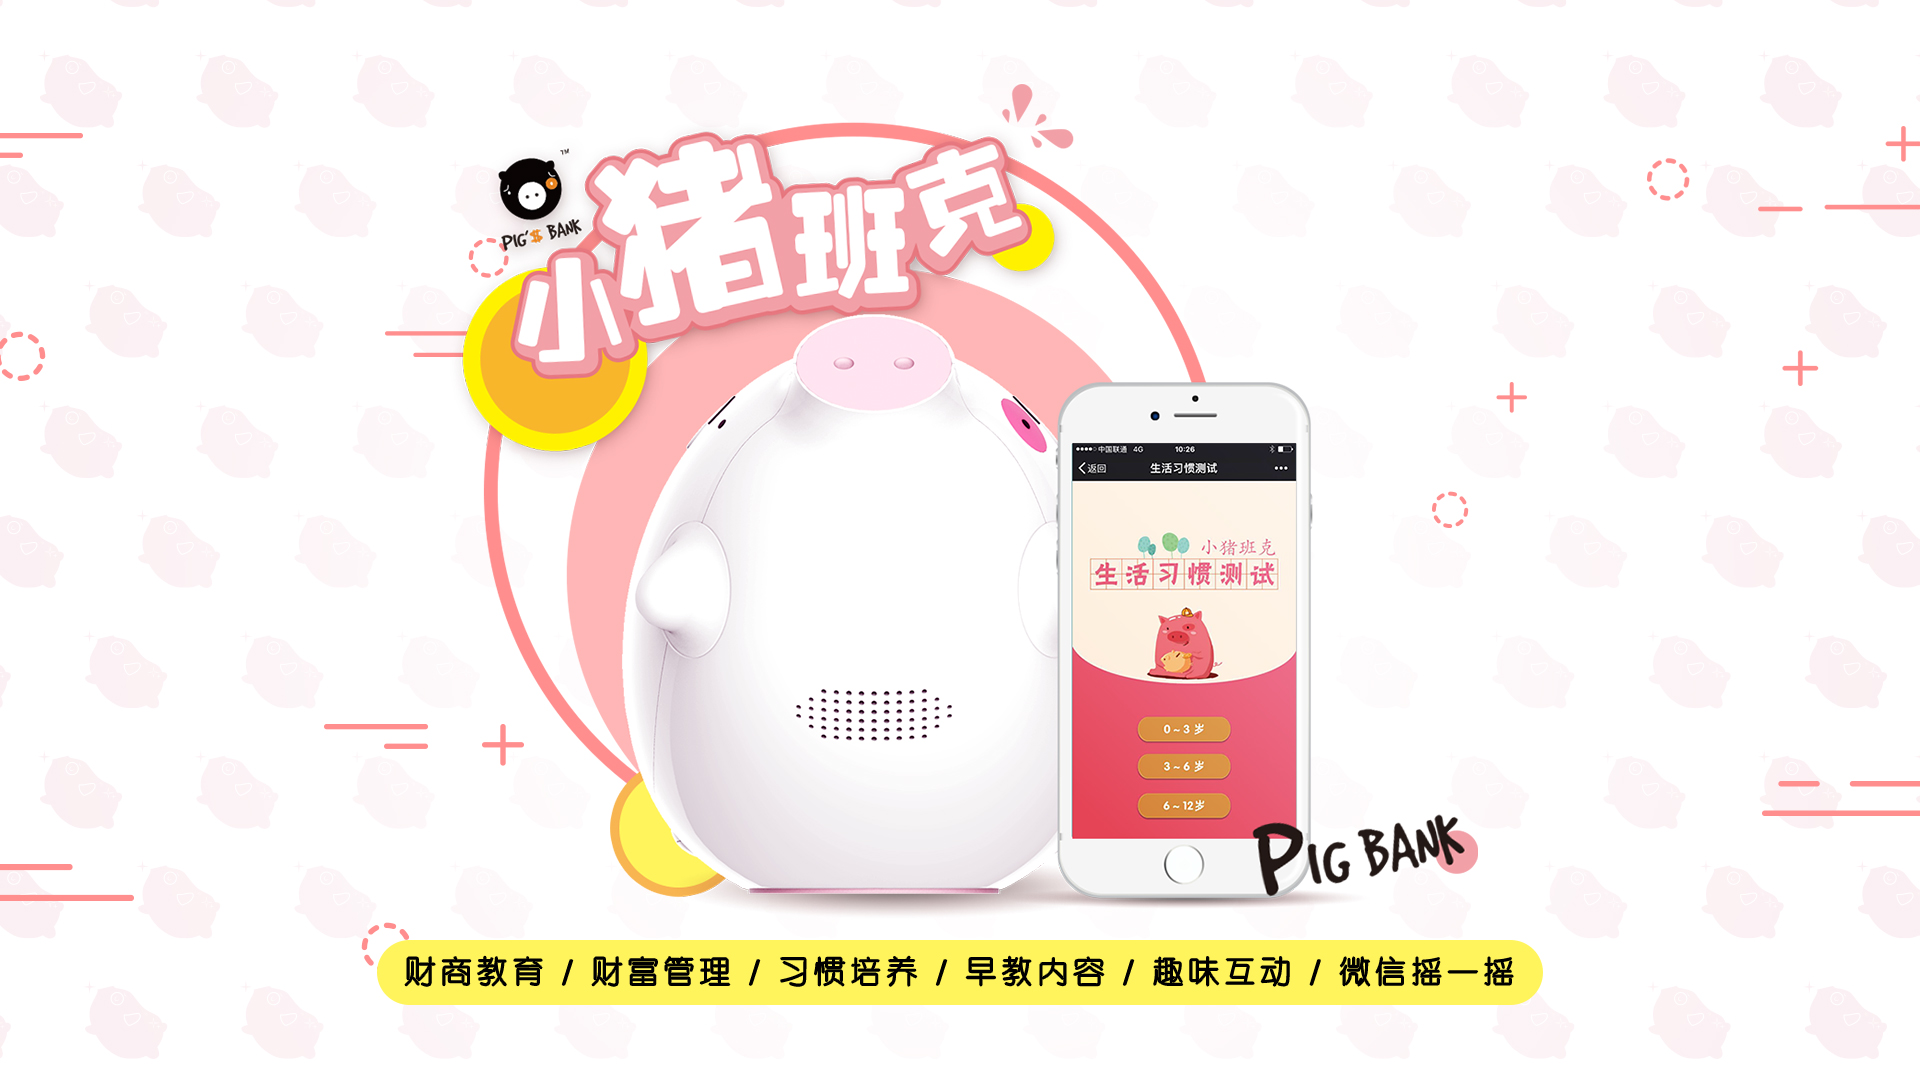 TM
PIG'$ BANK
小猪班克
中国联通 4G 10:26
返回 生活习惯测试
小猪班克
生活习惯测试
0~3 岁
3~6 岁
6~12岁
PIG BANK
财商教育 / 财富管理 / 习惯培养 / 早教内容 / 趣味互动 / 微信摇一摇